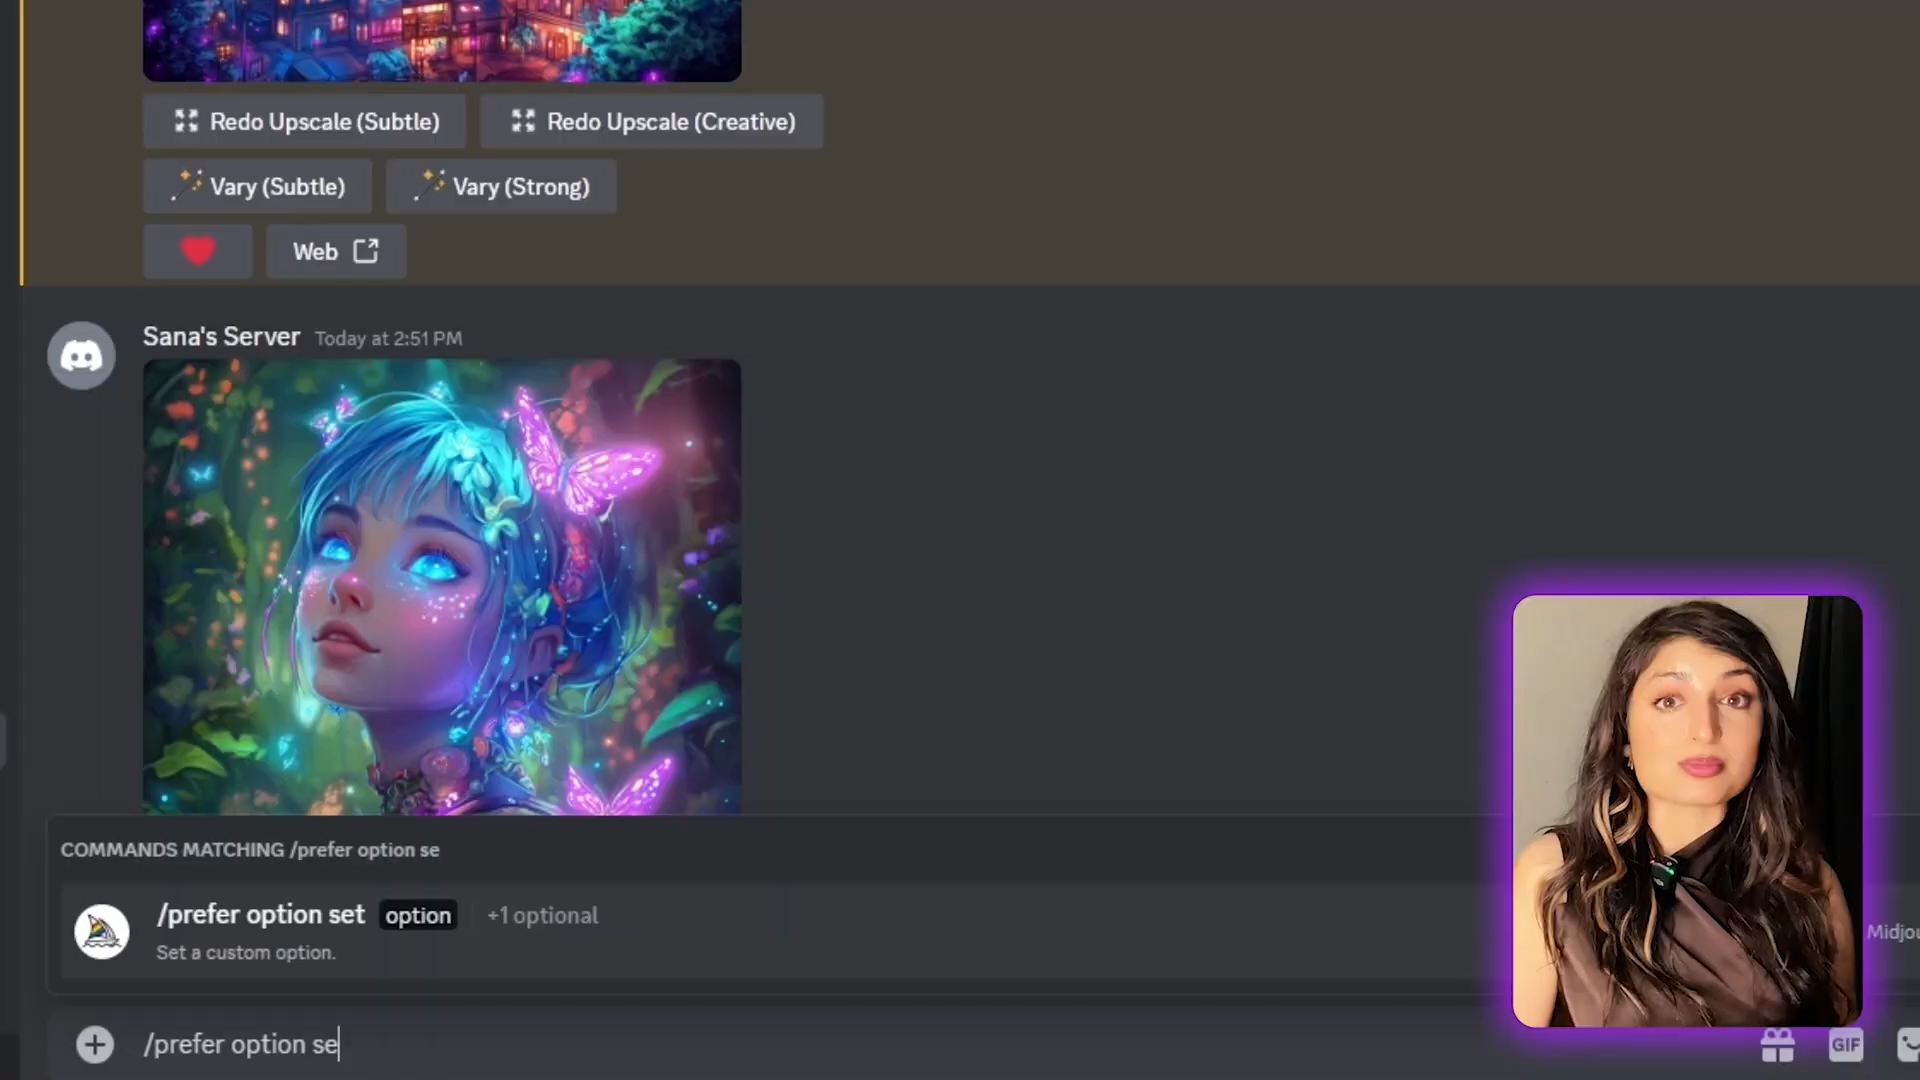 Redo Upscale (Subtle)
Redo Upscale (Creative)
Vary (Subtle)
Vary (Strong)
Web
Sana's Server Today at 2:51 PM
COMMANDS MATCHING /prefer option se
/prefer option set option +1 optional
Set a custom option.
Midjou
/prefer option se
GIF